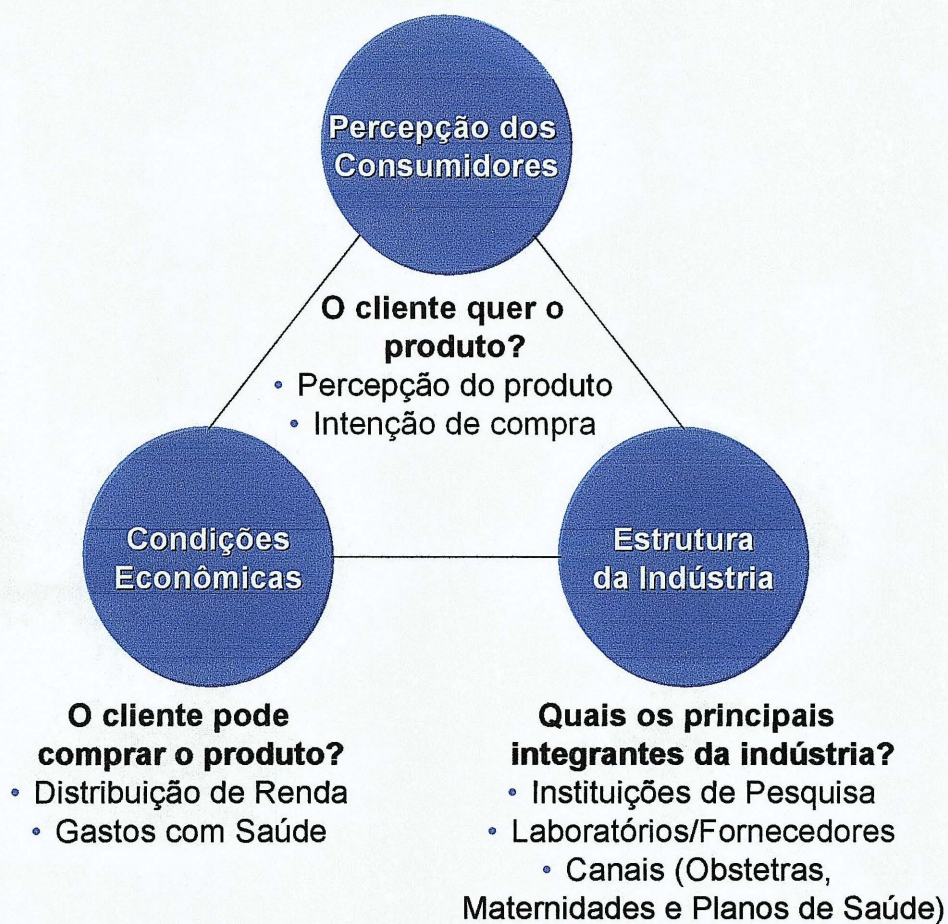 Percepção dos
Consumidores
O cliente quer o
produto?
• Percepção do produto
• Intenção de compra
Condições
Econômicas
O cliente pode
comprar o produto?
• Distribuição de Renda
• Gastos com Saúde
Estrutura
da Indústria
Quais os principais
integrantes da indústria?
• Instituições de Pesquisa
• Laboratórios/Fornecedores
• Canais (Obstetras,
Maternidades e Planos de Saúde)